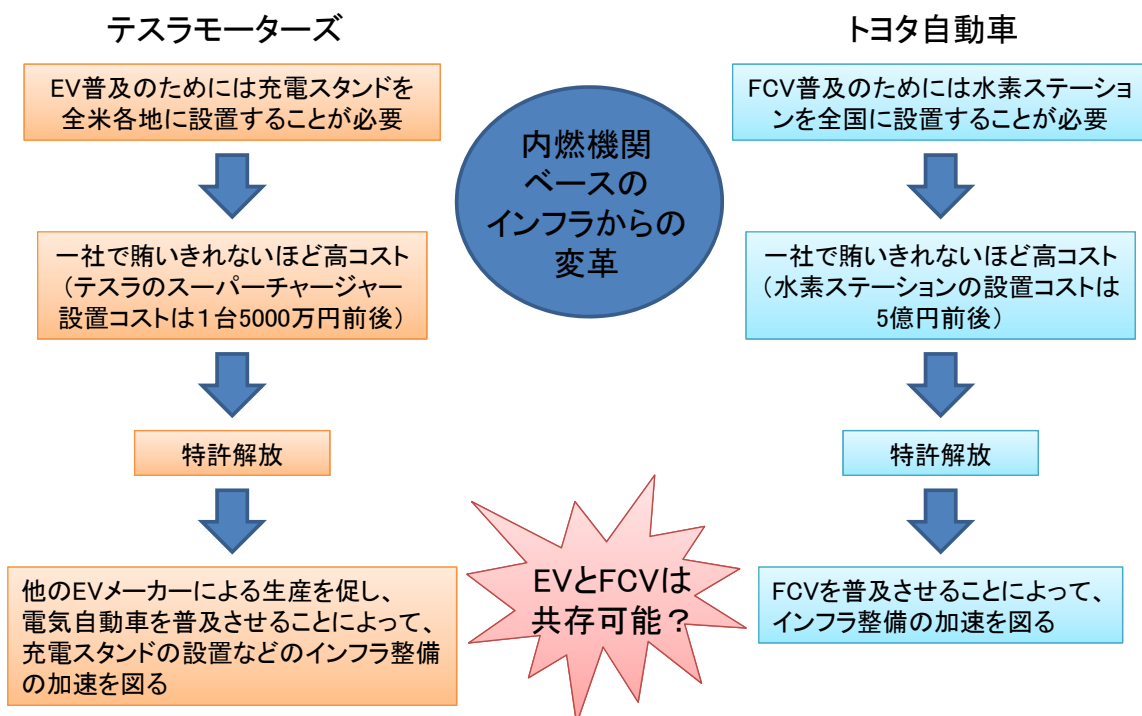 テスラモーターズ
EV普及のためには充電スタンドを
全米各地に設置することが必要
一社で賄いきれないほど高コスト
(テスラのスーパーチャージャー
設置コストは1台5000万円前後)
特許解放
他のEVメーカーによる生産を促し、
電気自動車を普及させることによって、
充電スタンドの設置などのインフラ整備
の加速を図る
内燃機関
ベースの
インフラからの
変革
EVとFCVは
共存可能?
トヨタ自動車
FCV普及のためには水素ステーショ
ンを全国に設置することが必要
一社で賄いきれないほど高コスト
(水素ステーションの設置コストは
5億円前後)
特許解放
FCVを普及させることによって、
インフラ整備の加速を図る